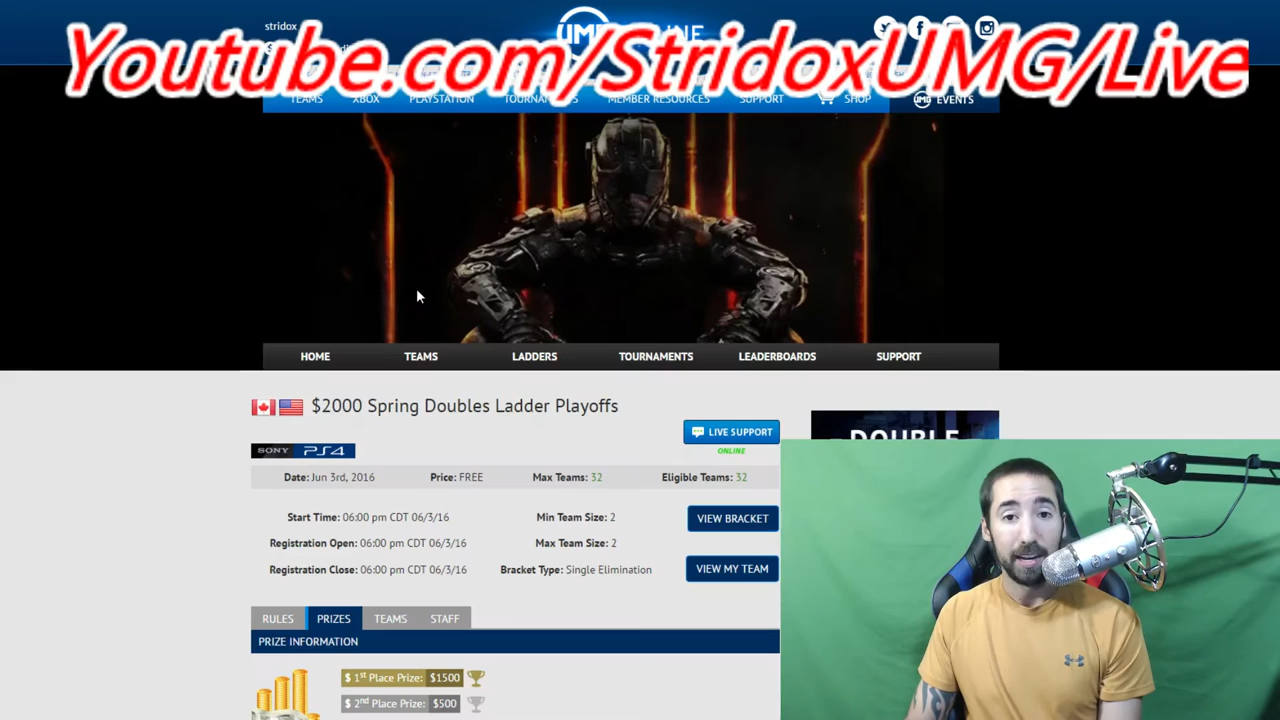 stridox
Youtube.com/StridoxUMG/Live
TEAMS XBOX PLAYSTATION TOURNAMENTS MEMBER RESOURCES SUPPORT SHOP UMG EVENTS
HOME TEAMS LADDERS TOURNAMENTS LEADERBOARDS SUPPORT
$2000 Spring Doubles Ladder Playoffs
LIVE SUPPORT
ONLINE
DOUBLE
SONY PS4
Date: Jun 3rd, 2016 Price: FREE Max Teams: 32 Eligible Teams: 32
Start Time: 06:00 pm CDT 06/3/16 Min Team Size: 2 VIEW BRACKET
Registration Open: 06:00 pm CDT 06/3/16 Max Team Size: 2
Registration Close: 06:00 pm CDT 06/3/16 Bracket Type: Single Elimination VIEW MY TEAM
RULES PRIZES TEAMS STAFF
PRIZE INFORMATION
$ 1st Place Prize: $1500
$ 2nd Place Prize: $500